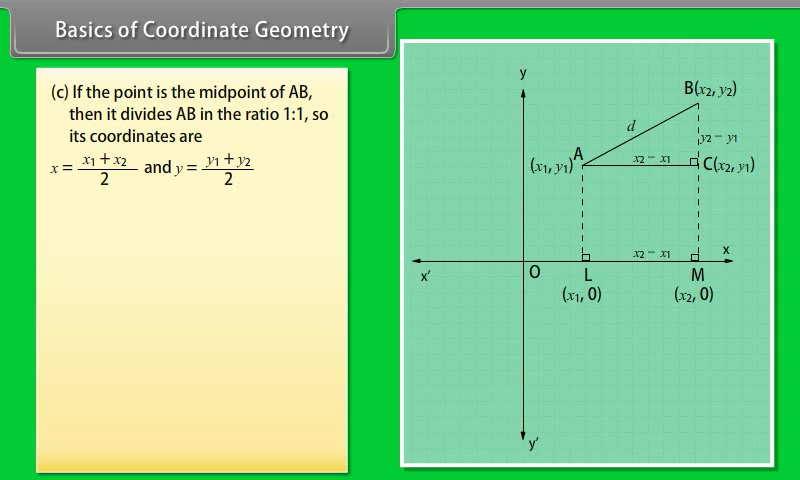 Basics of Coordinate Geometry
(c) If the point is the midpoint of AB,
then it divides AB in the ratio 1:1, so
its coordinates are
x = x₁ + x₂ / 2 and y = y₁ + y₂ / 2
y
B(x₂, y₂)
d
y₂ − y₁
A
(x₁, y₁)
x₂ − x₁
C(x₂, y₁)
x₂ − x₁
x
x′
O
L
M
(x₁, 0)
(x₂, 0)
y′